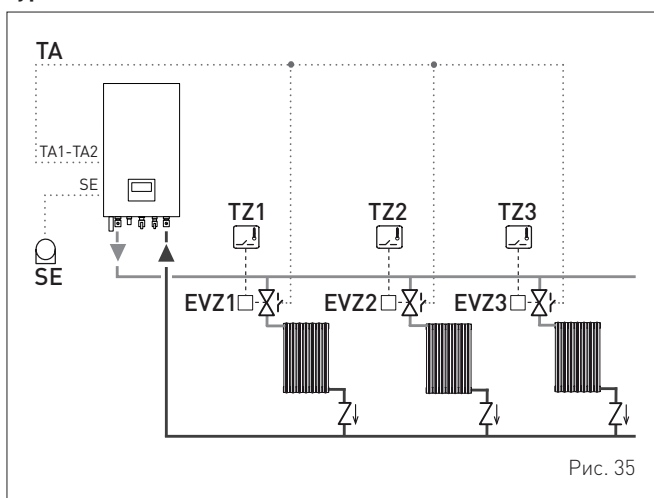 TA
TA1-TA2
SE
SE
TZ1 TZ2 TZ3
EVZ1 EVZ2 EVZ3
Рис. 35